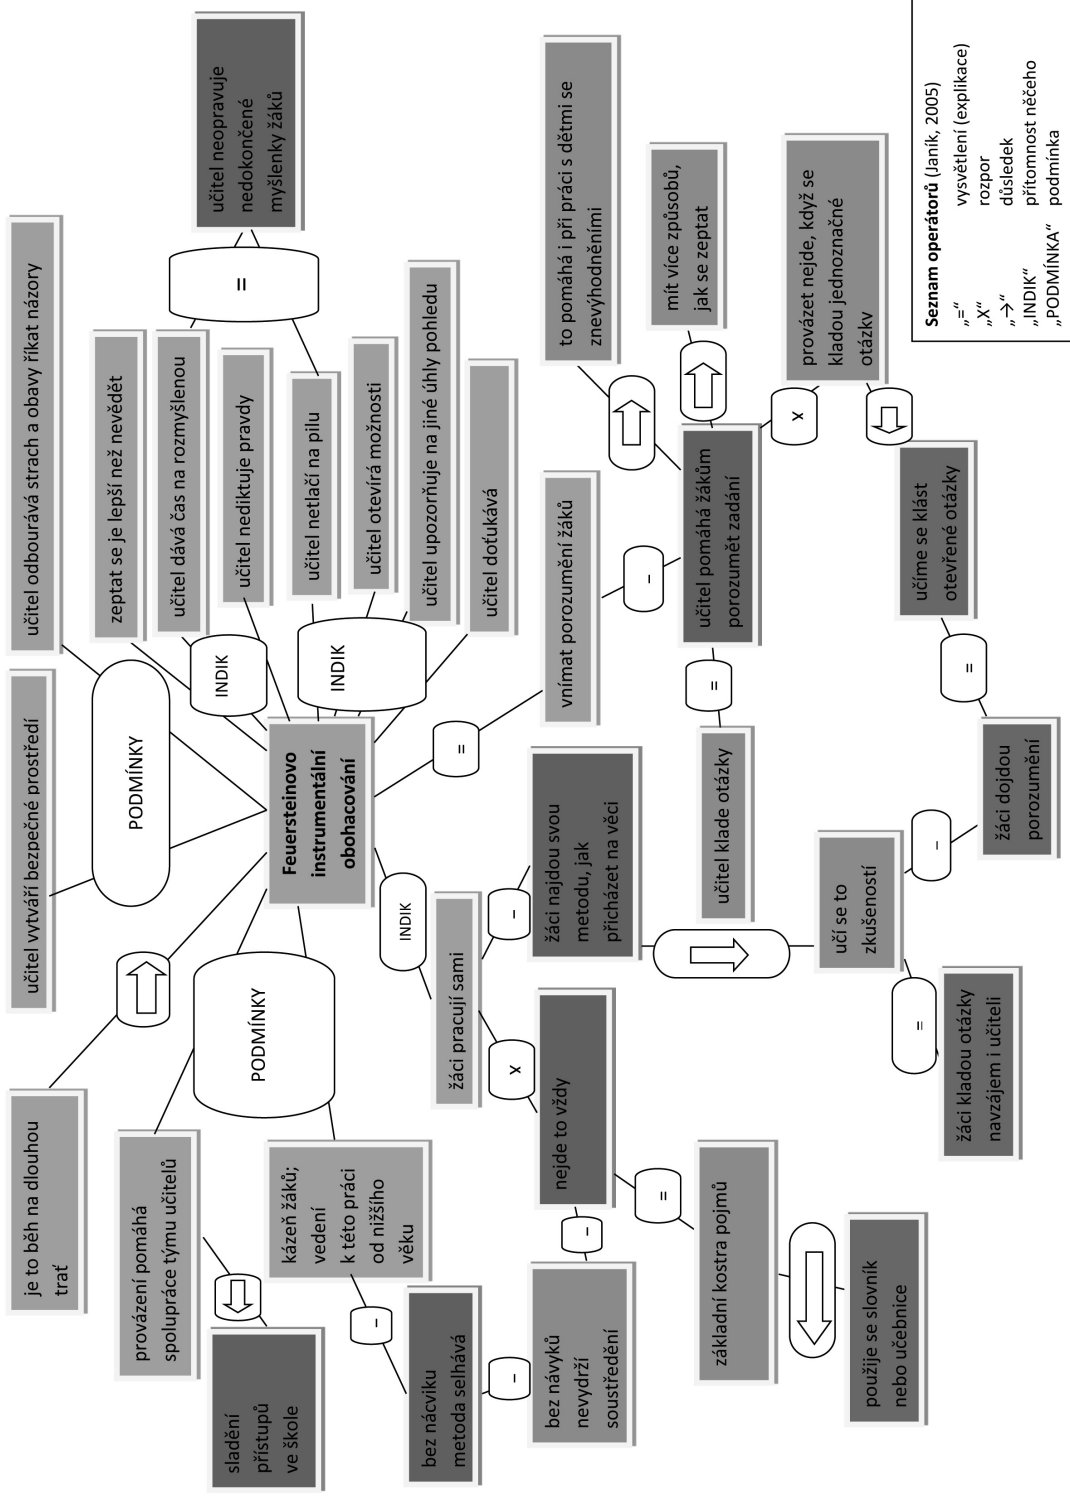 je to běh na dlouhou
trať
učitel vytváří bezpečné prostředí
učitel odbourává strach a obavy říkat názory
provázení pomáhá
spolupráce týmu učitelů
PODMÍNKY
zeptat se je lepší než nevědět
učitel dává čas na rozmyšlenou
sladění
přístupů
ve škole
PODMÍNKY
INDIK
učitel nediktuje pravdy
=
učitel neopravuje
nedokončené
myšlenky žáků
kázeň žáků;
vedení
k této práci
od nižšího
věku
Feuersteinovo
instrumentální
obohacování
INDIK
učitel netlačí na pilu
učitel otevírá možnosti
učitel upozorňuje na jiné úhly pohledu
učitel doťukává
–
bez nácviku
metoda selhává
INDIK
žáci pracují sami
=
–
X
–
bez návyků
nevydrží
soustředění
–
nejde to vždy
žáci najdou svou
metodu, jak
přicházet na věci
vnímat porozumění žáků
to pomáhá i při práci s dětmi se
znevýhodněními
=
–
základní kostra pojmů
učitel klade otázky
=
učitel pomáhá žákům
porozumět zadání
mít více způsobů,
jak se zeptat
X
provázet nejde, když se
kladou jednoznačné
otázky
použije se slovník
nebo učebnice
učí se to
zkušeností
=
–
učíme se klást
otevřené otázky
=
žáci kladou otázky
navzájem i učiteli
žáci dojdou
porozumění
Seznam operátorů (Janík, 2005)
„=“ vysvětlení (explikace)
„X“ rozpor
„→“ důsledek
„INDIK“ přítomnost něčeho
„PODMÍNKA“ podmínka